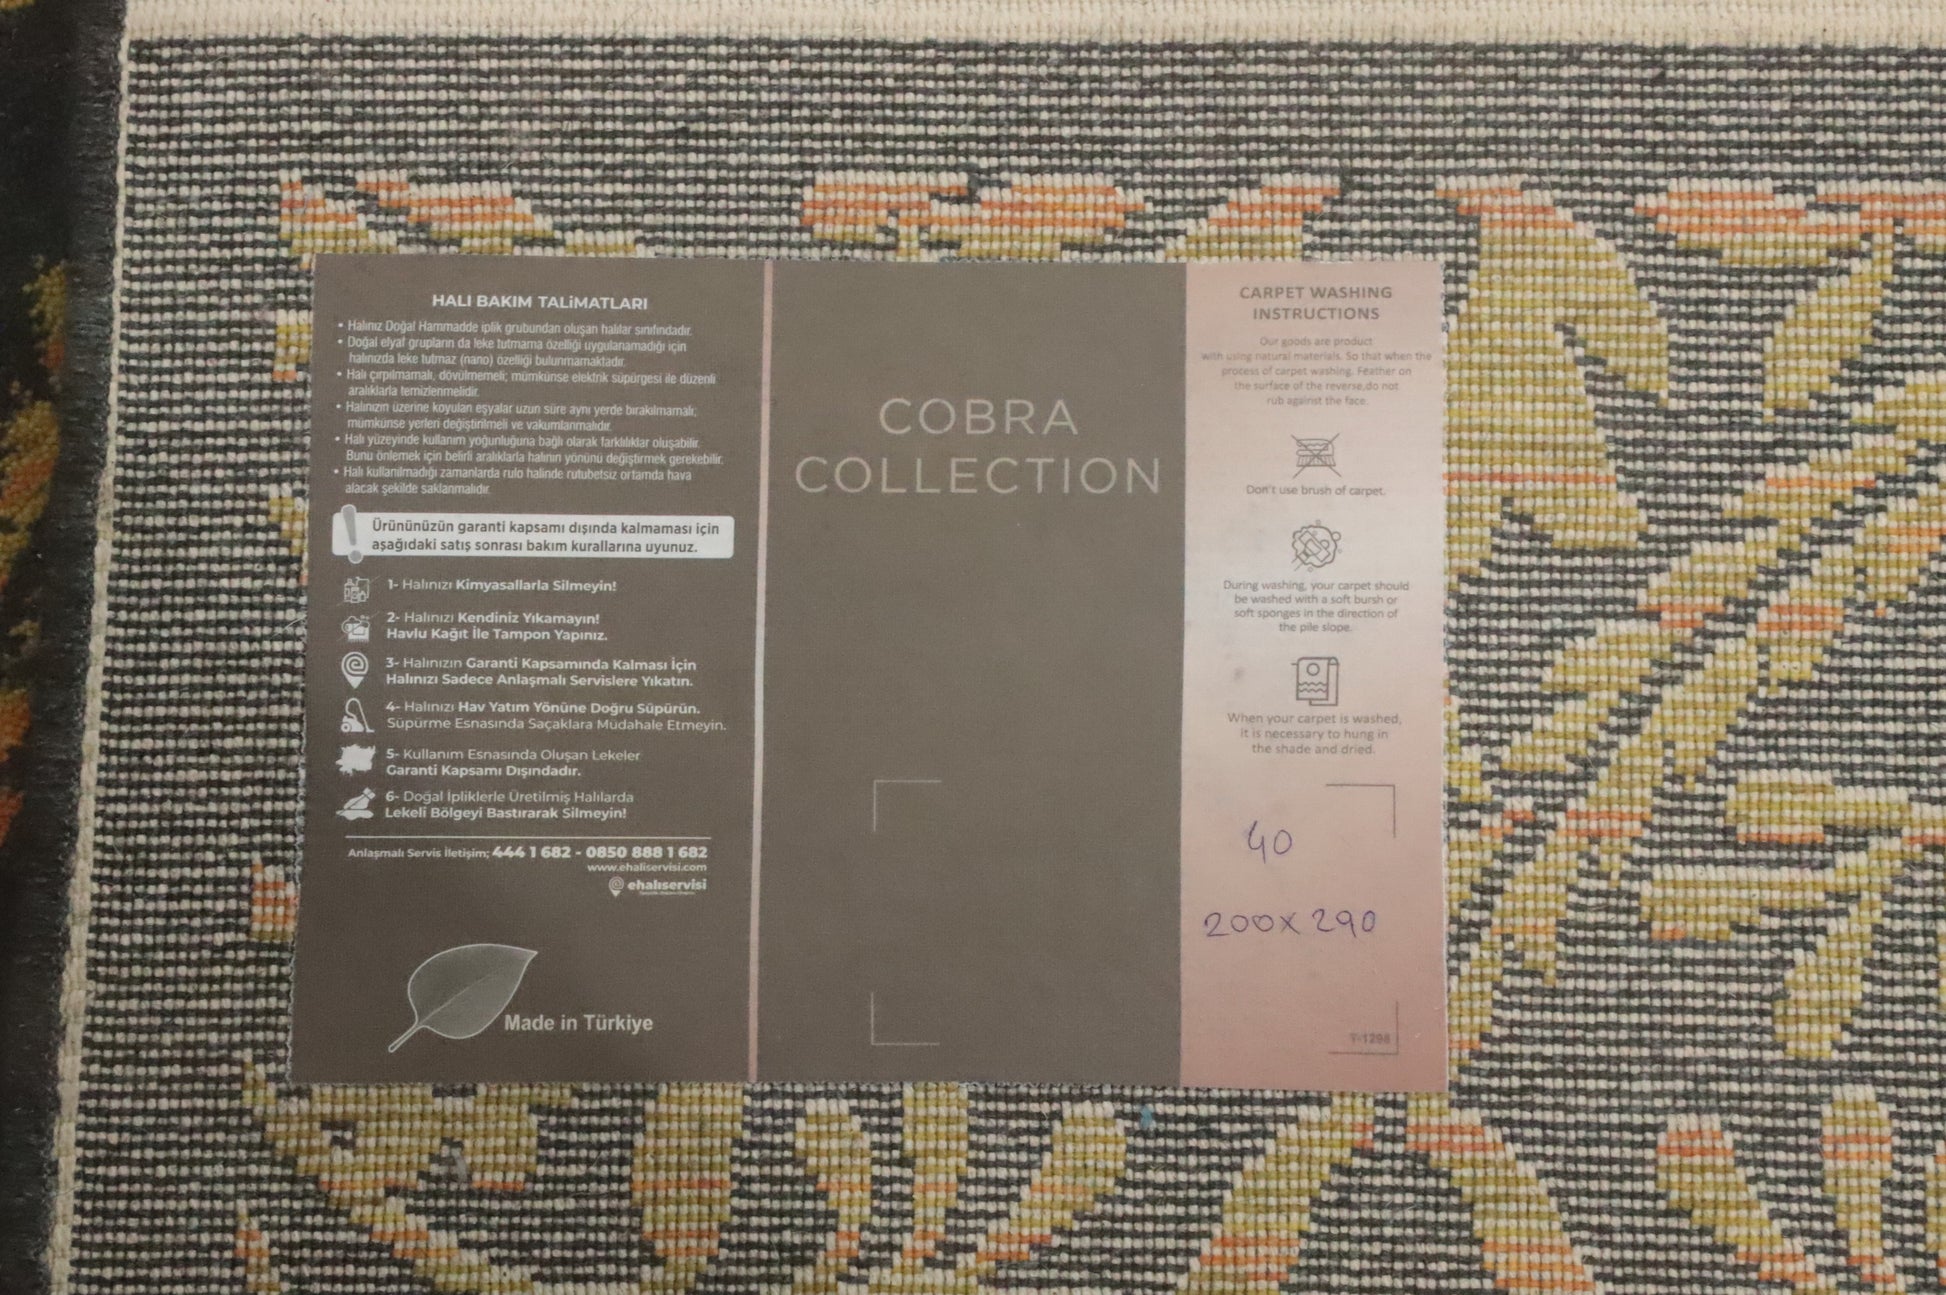 HALI BAKIM TALiMATLARI
• Halınız Doğal Hammadde iplik grubundan oluşan halılar sınıfındadır.
• Doğal elyaf grupların da leke tutmama özelliği uygulanamadığı için
halınızda leke tutmaz (nano) özelliği bulunmamaktadır.
• Halı çırpılmamalı, dövülmemeli; mümkünse elektrik süpürgesi ile düzenli
aralıklarla temizlenmelidir.
• Halınızın üzerine koyulan eşyalar uzun süre aynı yerde bırakılmamalı;
mümkünse yerleri değiştirilmeli ve vakumlanmalıdır.
• Halı yüzeyinde kullanım yoğunluğuna bağlı olarak farklılıklar oluşabilir.
Bunu önlemek için belirli aralıklarla halının yönünü değiştirmek gerekebilir.
• Halı kullanılmadığı zamanlarda rulo halinde rutubetsiz ortamda hava
alacak şekilde saklanmalıdır.
Ürününüzün garanti kapsamı dışında kalmaması için
aşağıdaki satış sonrası bakım kurallarına uyunuz.
1- Halınızı Kimyasallarla Silmeyin!
2- Halınızı Kendiniz Yıkamayın!
Havlu Kağıt İle Tampon Yapınız.
3- Halınızın Garanti Kapsamında Kalması İçin
Halınızı Sadece Anlaşmalı Servislere Yıkatın.
4- Halınızı Hav Yatım Yönüne Doğru Süpürün.
Süpürme Esnasında Saçaklara Müdahale Etmeyin.
5- Kullanım Esnasında Oluşan Lekeler
Garanti Kapsamı Dışındadır.
6- Doğal İpliklerle Üretilmiş Halılarda
Lekeli Bölgeyi Bastırarak Silmeyin!
Anlaşmalı Servis İletişim; 444 1 682 - 0850 888 1 682
www.ehaliservisi.com
ehalıservisi
Made in Türkiye
COBRA
COLLECTION
CARPET WASHING
INSTRUCTIONS
Our goods are product
with using natural materials. So that when the
process of carpet washing. Feather on
the surface of the reverse,do not
rub against the face.
Don't use brush of carpet.
During washing, your carpet should
be washed with a soft bursh or
soft sponges in the direction of
the pile slope.
When your carpet is washed,
it is necessary to hung in
the shade and dried.
40
200x290
Y-1298